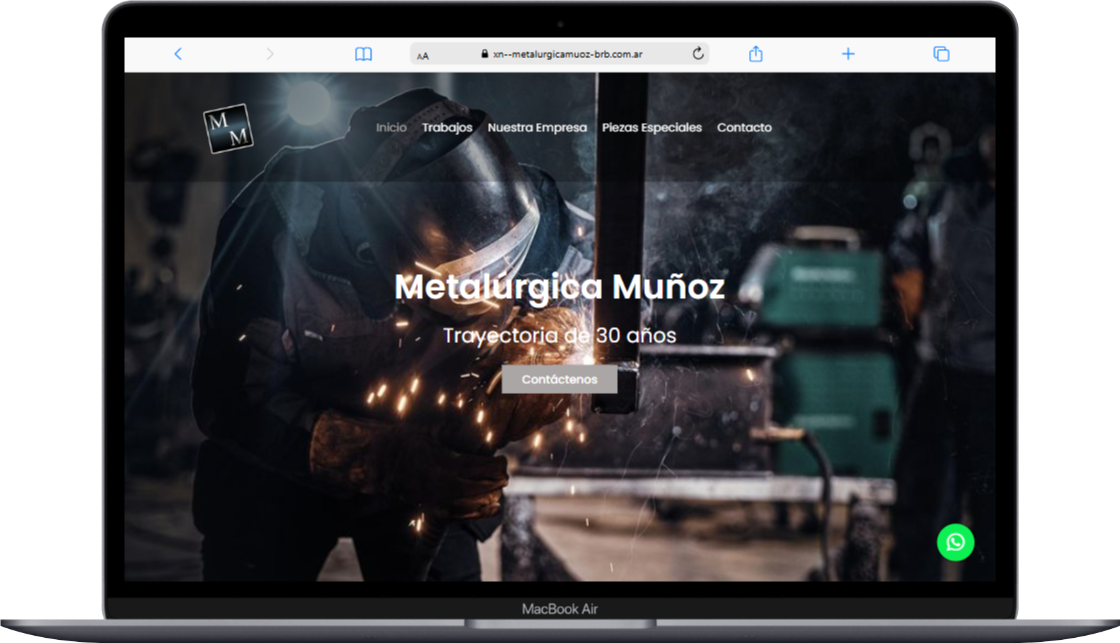 AA xn--metalurgicamuoz-brb.com.ar
M
M
Inicio Trabajos Nuestra Empresa Piezas Especiales Contacto
Metalúrgica Muñoz
Trayectoria de 30 años
Contáctenos
MacBook Air